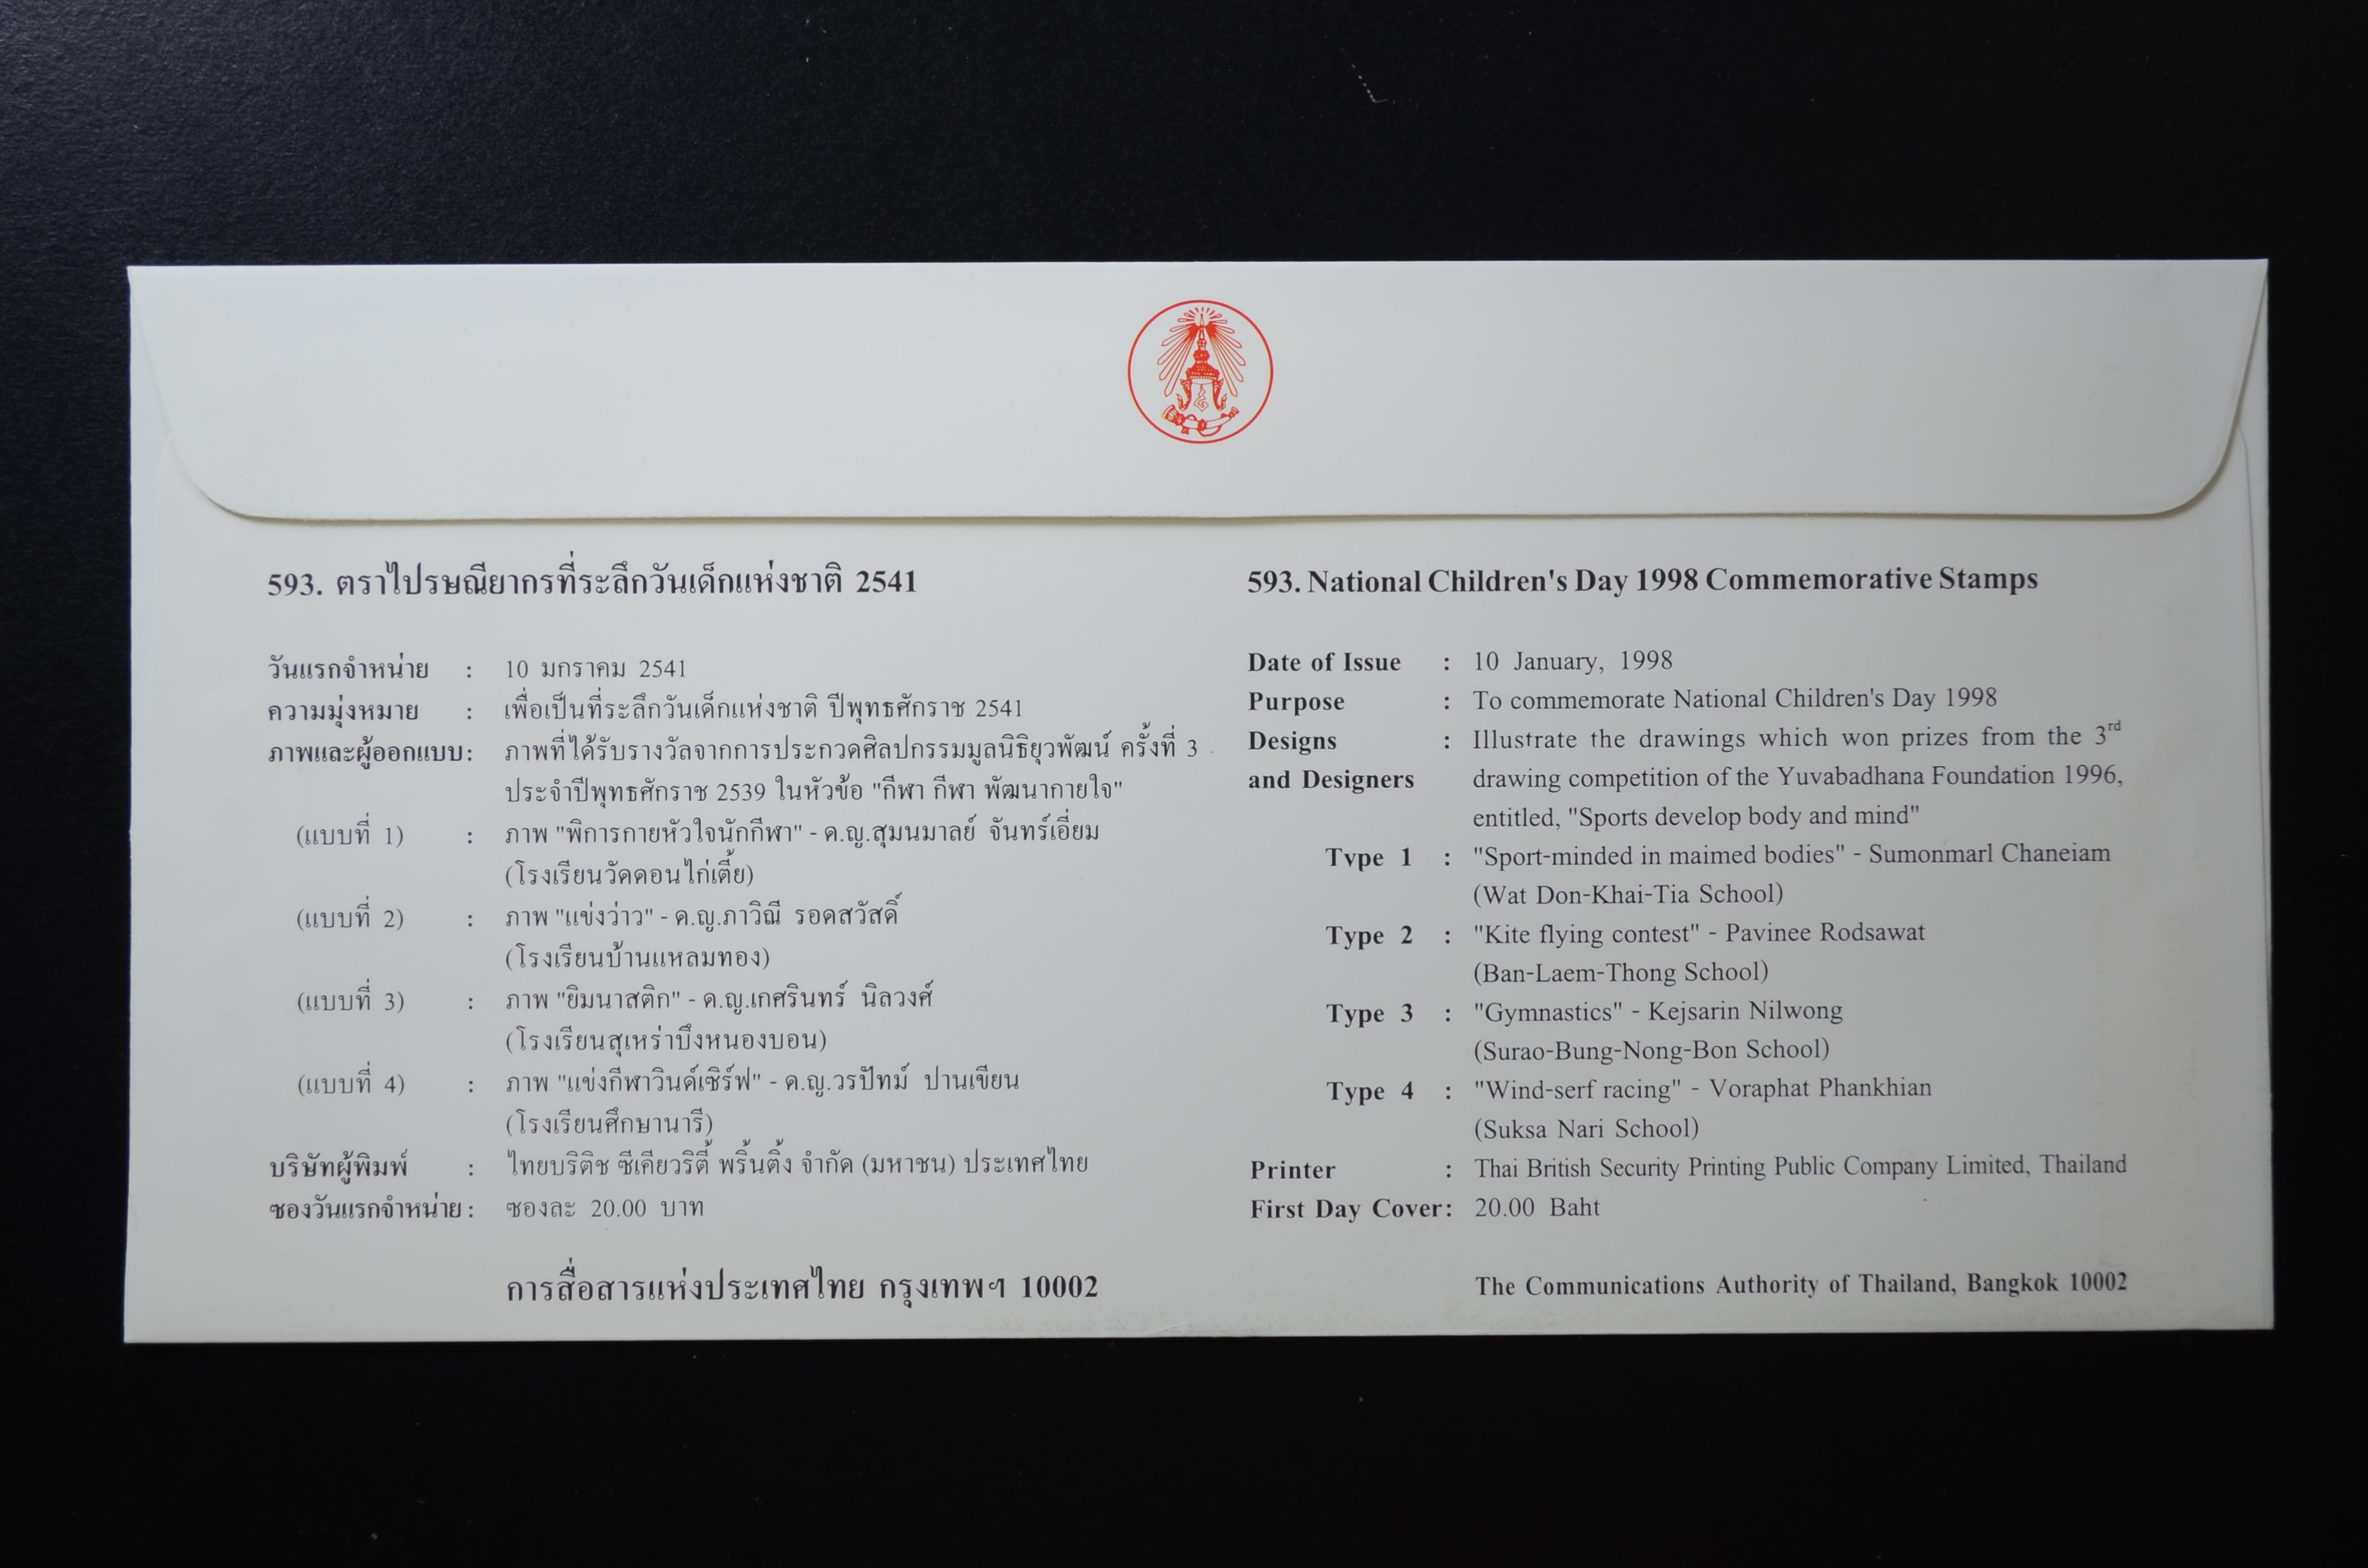 593. ตราไปรษณียากรที่ระลึกวันเด็กแห่งชาติ 2541
วันแรกจำหน่าย : 10 มกราคม 2541
ความมุ่งหมาย : เพื่อเป็นที่ระลึกวันเด็กแห่งชาติ ปีพุทธศักราช 2541
ภาพและผู้ออกแบบ : ภาพที่ได้รับรางวัลจากการประกวดศิลปกรรมมูลนิธิยุวพัฒน์ ครั้งที่ 3
ประจำปีพุทธศักราช 2539 ในหัวข้อ "กีฬา กีฬา พัฒนากายใจ"
(แบบที่ 1) : ภาพ "พิการกายหัวใจนักกีฬา" - ด.ญ.สุมนมาลย์ จันทร์เอี่ยม
(โรงเรียนวัดดอนไก่เตี้ย)
(แบบที่ 2) : ภาพ "แข่งว่าว" - ด.ญ.ภาวิณี รอดสวัสดิ์
(โรงเรียนบ้านแหลมทอง)
(แบบที่ 3) : ภาพ "ยิมนาสติก" - ด.ญ.เกศรินทร์ นิลวงศ์
(โรงเรียนสุเหร่าบึงหนองบอน)
(แบบที่ 4) : ภาพ "แข่งกีฬาวินด์เซิร์ฟ" - ด.ญ.วรปัทม์ ปานเขียน
(โรงเรียนศึกษานารี)
บริษัทผู้พิมพ์ : ไทยบริติช ซีเคียวริตี้ พริ้นติ้ง จำกัด (มหาชน) ประเทศไทย
ซองวันแรกจำหน่าย : ซองละ 20.00 บาท
การสื่อสารแห่งประเทศไทย กรุงเทพฯ 10002
593. National Children's Day 1998 Commemorative Stamps
Date of Issue : 10 January, 1998
Purpose : To commemorate National Children's Day 1998
Designs : Illustrate the drawings which won prizes from the 3rd
and Designers drawing competition of the Yuvabadhana Foundation 1996,
entitled, "Sports develop body and mind"
Type 1 : "Sport-minded in maimed bodies" - Sumonmarl Chaneiam
(Wat Don-Khai-Tia School)
Type 2 : "Kite flying contest" - Pavinee Rodsawat
(Ban-Laem-Thong School)
Type 3 : "Gymnastics" - Kejsarin Nilwong
(Surao-Bung-Nong-Bon School)
Type 4 : "Wind-serf racing" - Voraphat Phankhian
(Suksa Nari School)
Printer : Thai British Security Printing Public Company Limited, Thailand
First Day Cover : 20.00 Baht
The Communications Authority of Thailand, Bangkok 10002